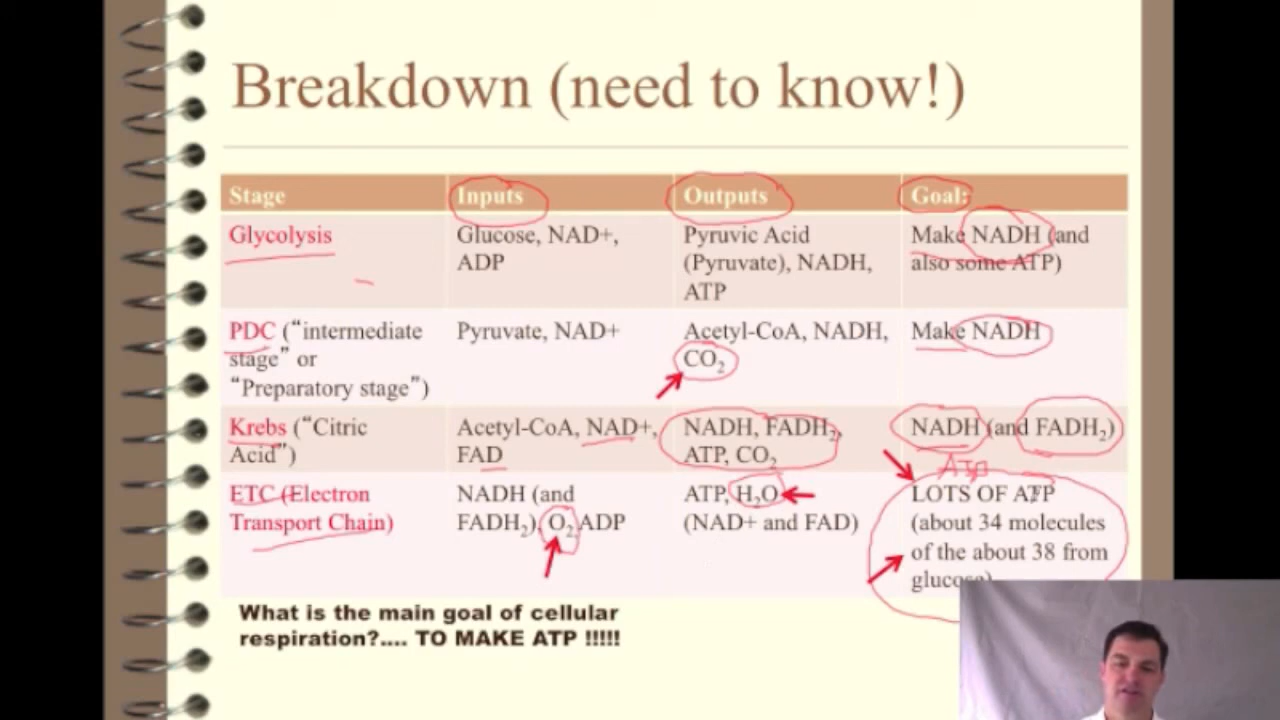 Breakdown (need to know!)
Stage Inputs Outputs Goal:
Glycolysis
Glucose, NAD+,
ADP
Pyruvic Acid
(Pyruvate), NADH,
ATP
Make NADH (and
also some ATP)
PDC (“intermediate
stage” or
“Preparatory stage”)
Pyruvate, NAD+
Acetyl-CoA, NADH,
CO₂
Make NADH
Krebs (“Citric
Acid”)
Acetyl-CoA, NAD+,
FAD
NADH, FADH₂,
ATP, CO₂
NADH (and FADH₂)
ATP
ETC (Electron
Transport Chain)
NADH (and
FADH₂), O₂, ADP
ATP, H₂O
(NAD+ and FAD)
LOTS OF ATP
(about 34 molecules
of the about 38 from
glucose)
What is the main goal of cellular
respiration?.... TO MAKE ATP !!!!!